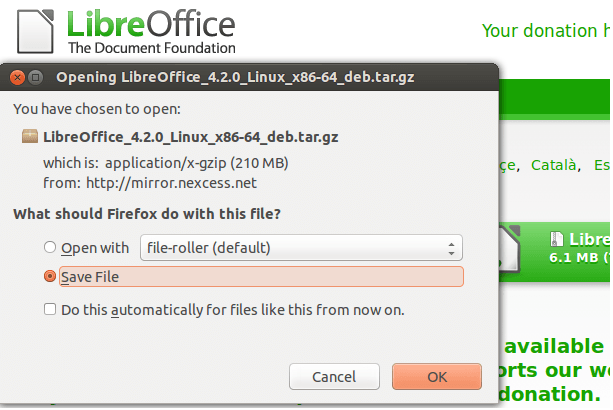 LibreOffice
The Document Foundation
Your donation h
Opening LibreOffice_4.2.0_Linux_x86-64_deb.tar.gz
You have chosen to open:
LibreOffice_4.2.0_Linux_x86-64_deb.tar.gz
which is: application/x-gzip (210 MB)
from: http://mirror.nexcess.net
What should Firefox do with this file?
Open with file-roller (default)
Save File
Do this automatically for files like this from now on.
Cancel OK
çe, Català, Es
Libre
6.1 MB (
available
orts our w
donation.